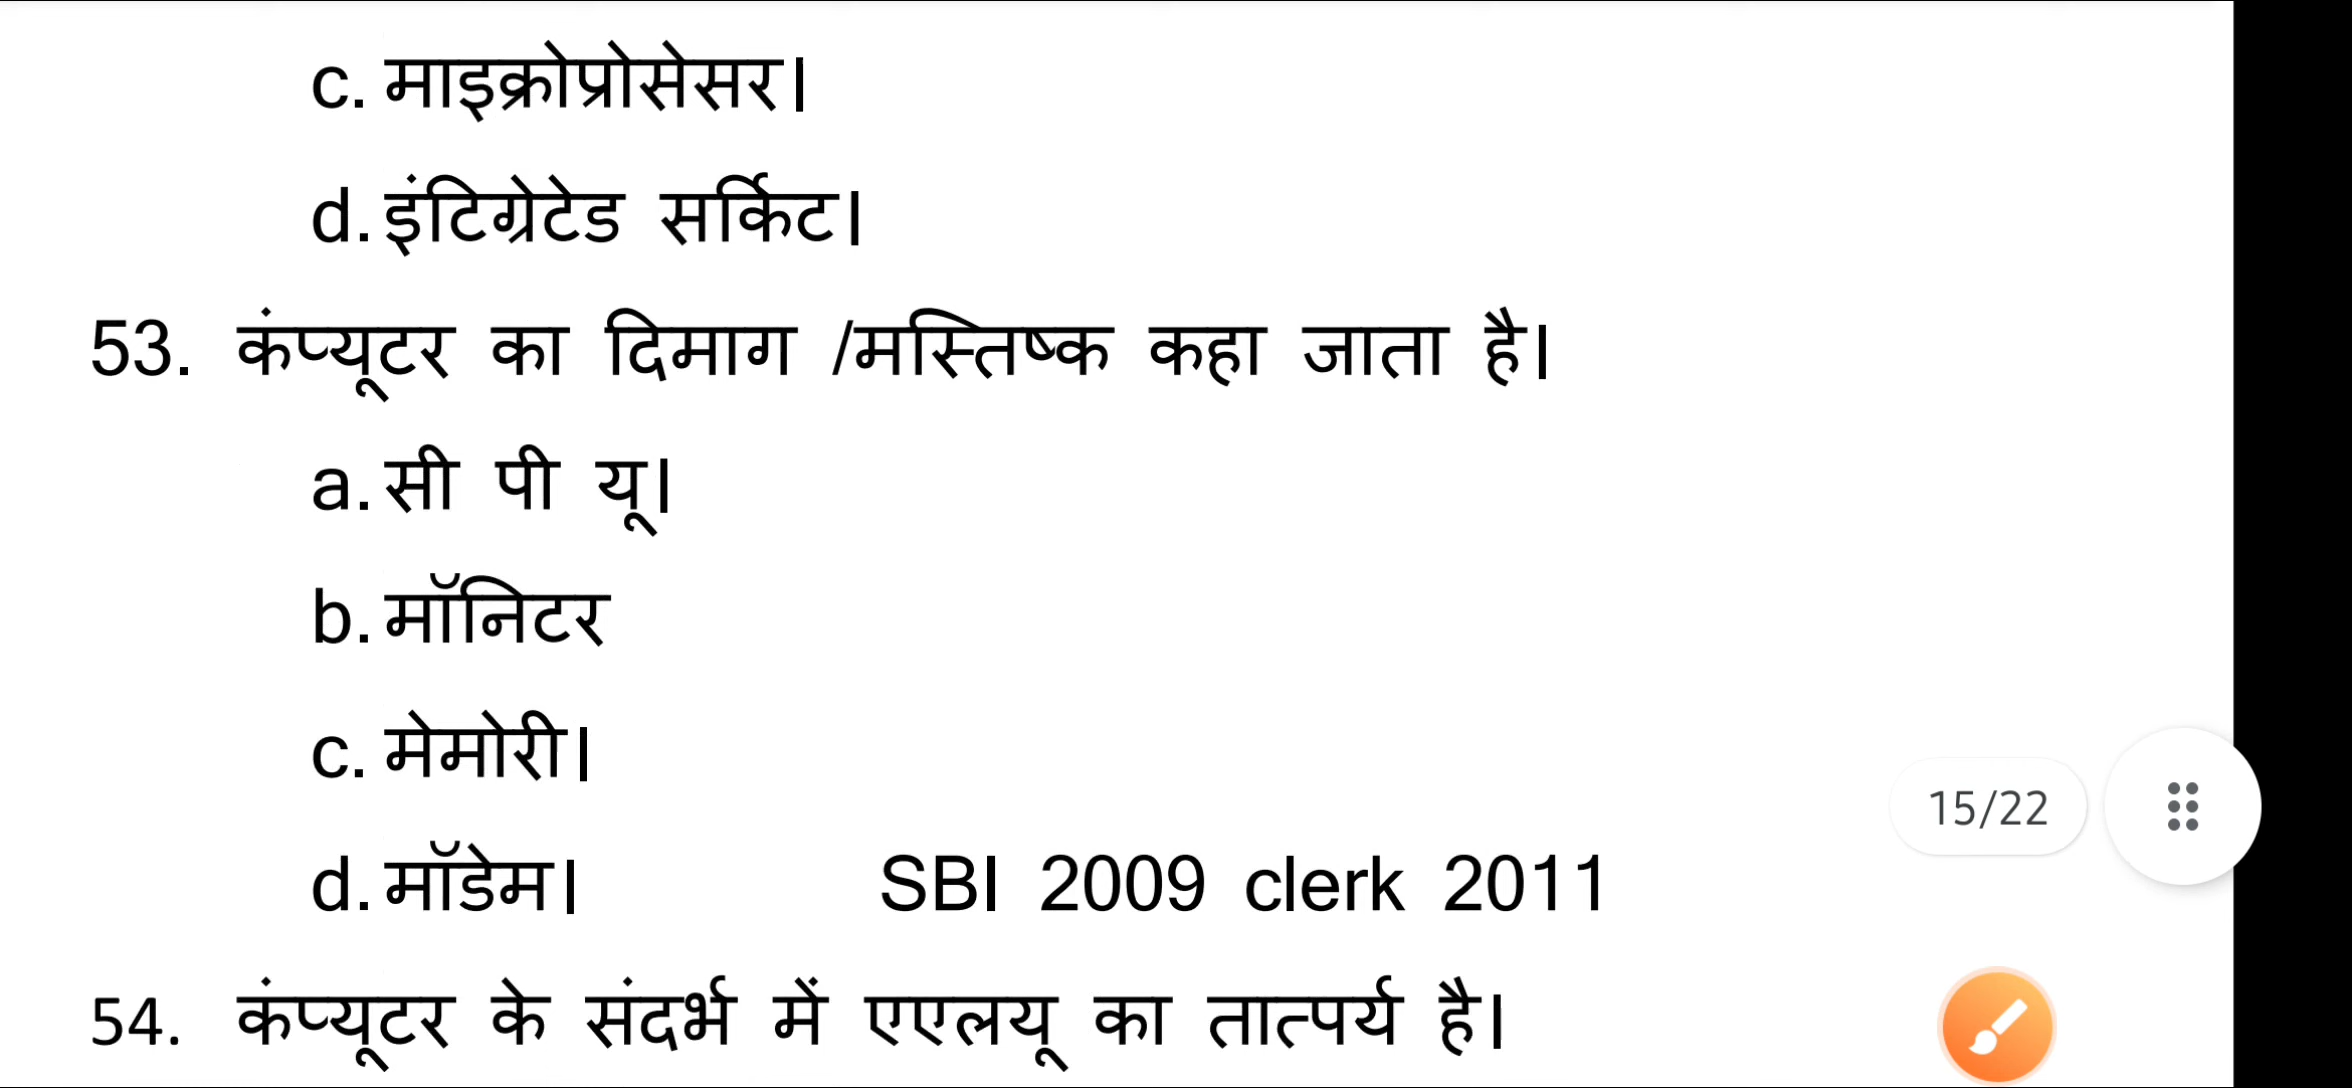 c. माइक्रोप्रोसेसर।
d. इंटिग्रेटेड सर्किट।
53. कंप्यूटर का दिमाग /मस्तिष्क कहा जाता है।
a. सी पी यू।
b. मॉनिटर
c. मेमोरी।
15/22
d. मॉडेम। SBI 2009 clerk 2011
54. कंप्यूटर के संदर्भ में एएलयू का तात्पर्य है।